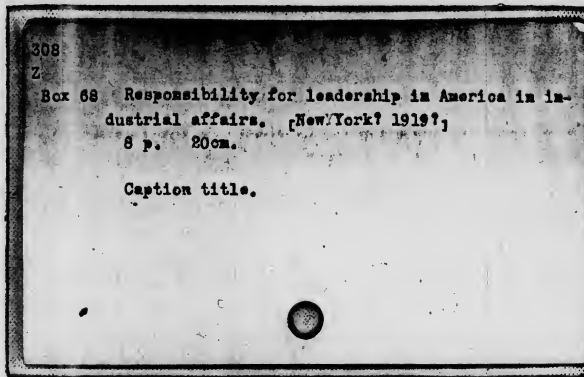 308
Z
Box 68 Responsibility for leadership in America in in-
dustrial affairs. [New York? 1919?]
8 p. 20cm.
Caption title.